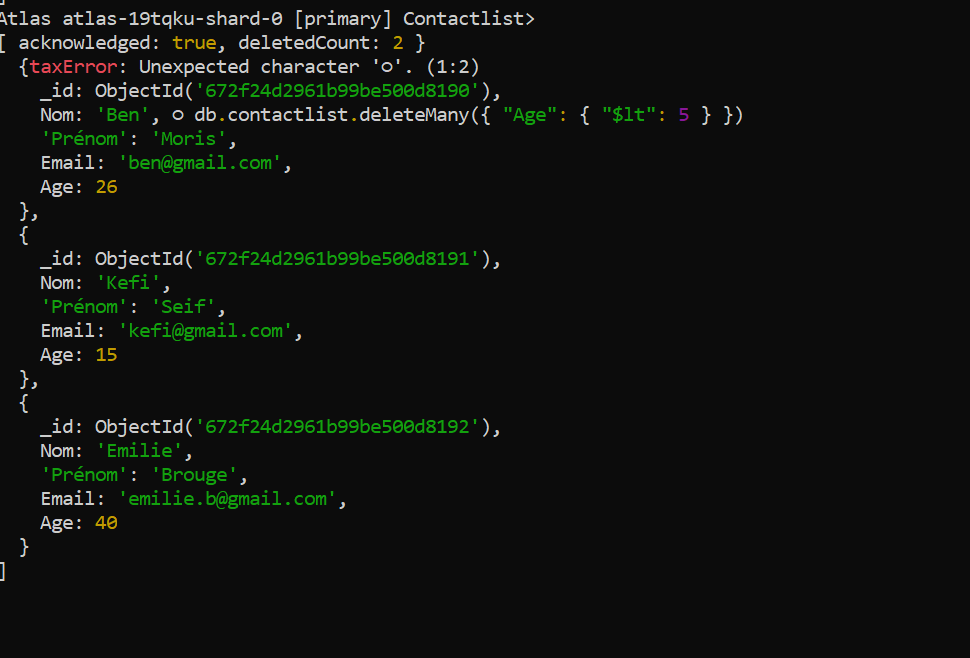 Atlas atlas-19tqku-shard-0 [primary] Contactlist>
[ acknowledged: true, deletedCount: 2 }
  {taxError: Unexpected character 'ㅇ'. (1:2)
    _id: ObjectId('672f24d2961b99be500d8190'),
    Nom: 'Ben', ㅇ db.contactlist.deleteMany({ "Age": { "$lt": 5 } })
    'Prénom': 'Moris',
    Email: 'ben@gmail.com',
    Age: 26
  },
  {
    _id: ObjectId('672f24d2961b99be500d8191'),
    Nom: 'Kefi',
    'Prénom': 'Seif',
    Email: 'kefi@gmail.com',
    Age: 15
  },
  {
    _id: ObjectId('672f24d2961b99be500d8192'),
    Nom: 'Emilie',
    'Prénom': 'Brouge',
    Email: 'emilie.b@gmail.com',
    Age: 40
  }
]